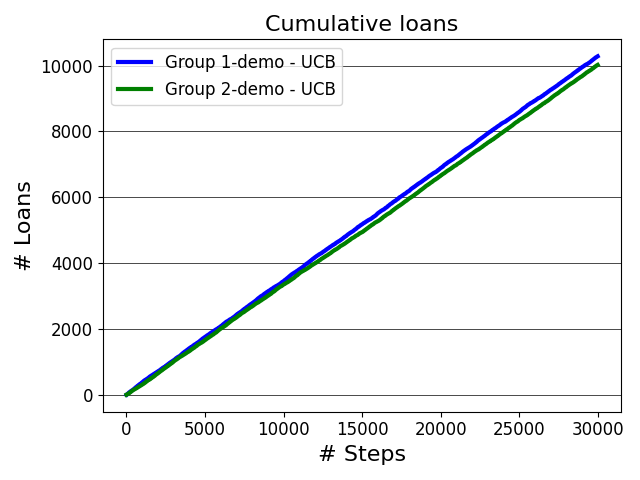 Cumulative loans
Group 1-demo - UCB
Group 2-demo - UCB
# Loans
10000
8000
6000
4000
2000
0
0 5000 10000 15000 20000 25000 30000
# Steps